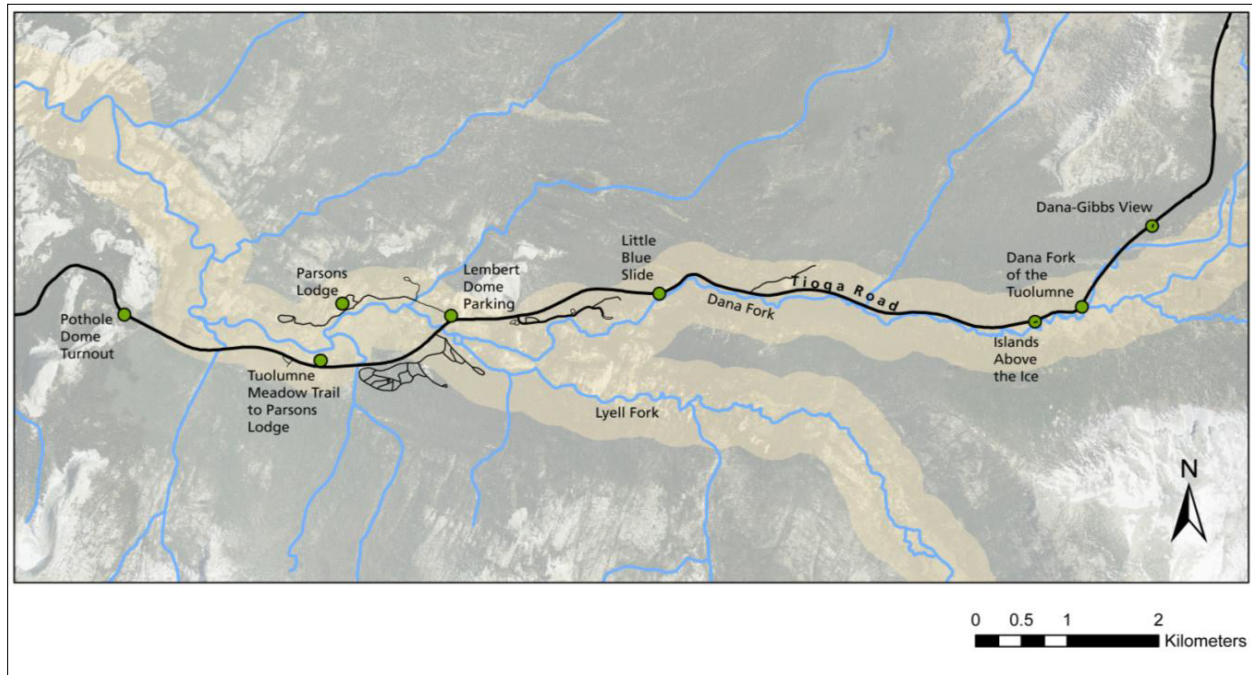 Dana-Gibbs View
Little
Blue
Slide
Dana Fork
of the
Tuolumne
Parsons
Lodge
Lembert
Dome
Parking
Tioga Road
Dana Fork
Pothole
Dome
Turnout
Islands
Above
the Ice
Tuolumne
Meadow Trail
to Parsons
Lodge
Lyell Fork
N
0 0.5 1 2
Kilometers